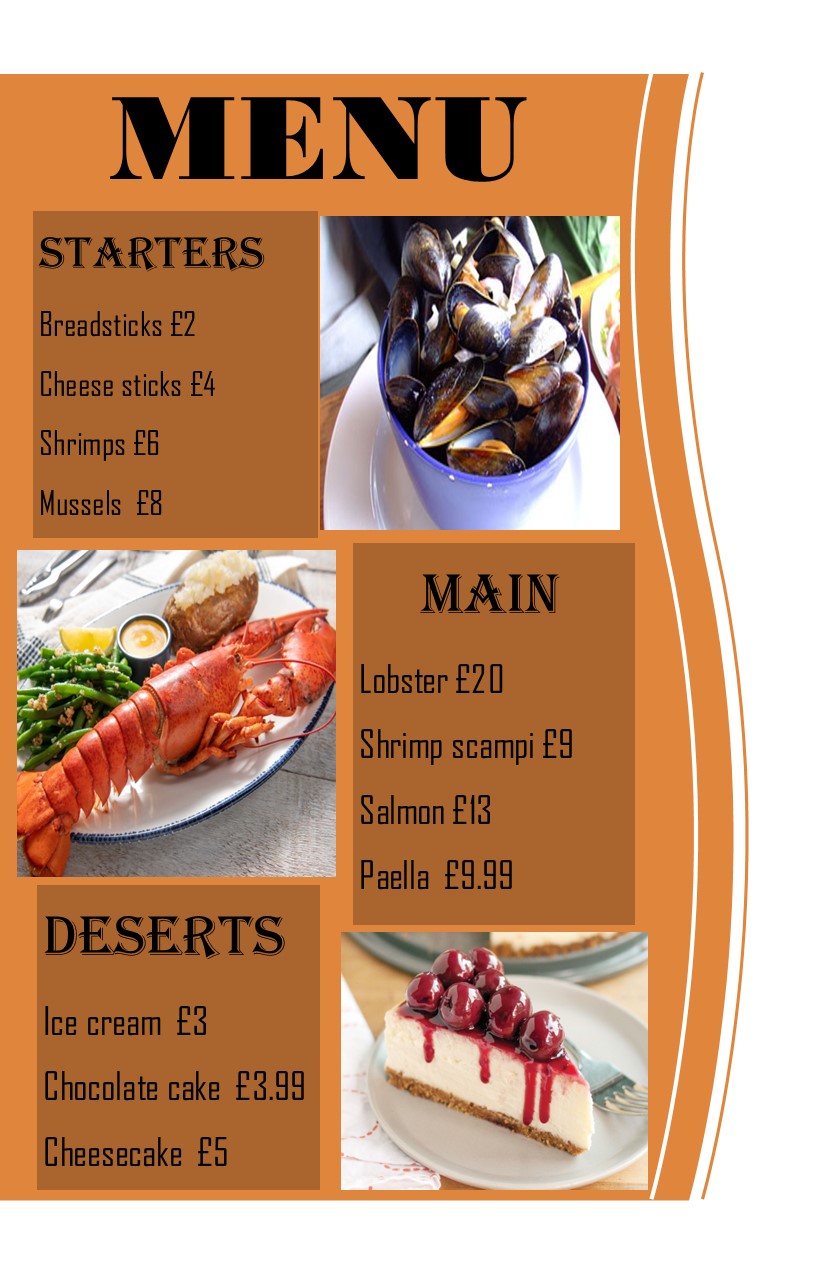 MENU
STARTERS
Breadsticks £2
Cheese sticks £4
Shrimps £6
Mussels £8
MAIN
Lobster £20
Shrimp scampi £9
Salmon £13
Paella £9.99
DESERTS
Ice cream £3
Chocolate cake £3.99
Cheesecake £5